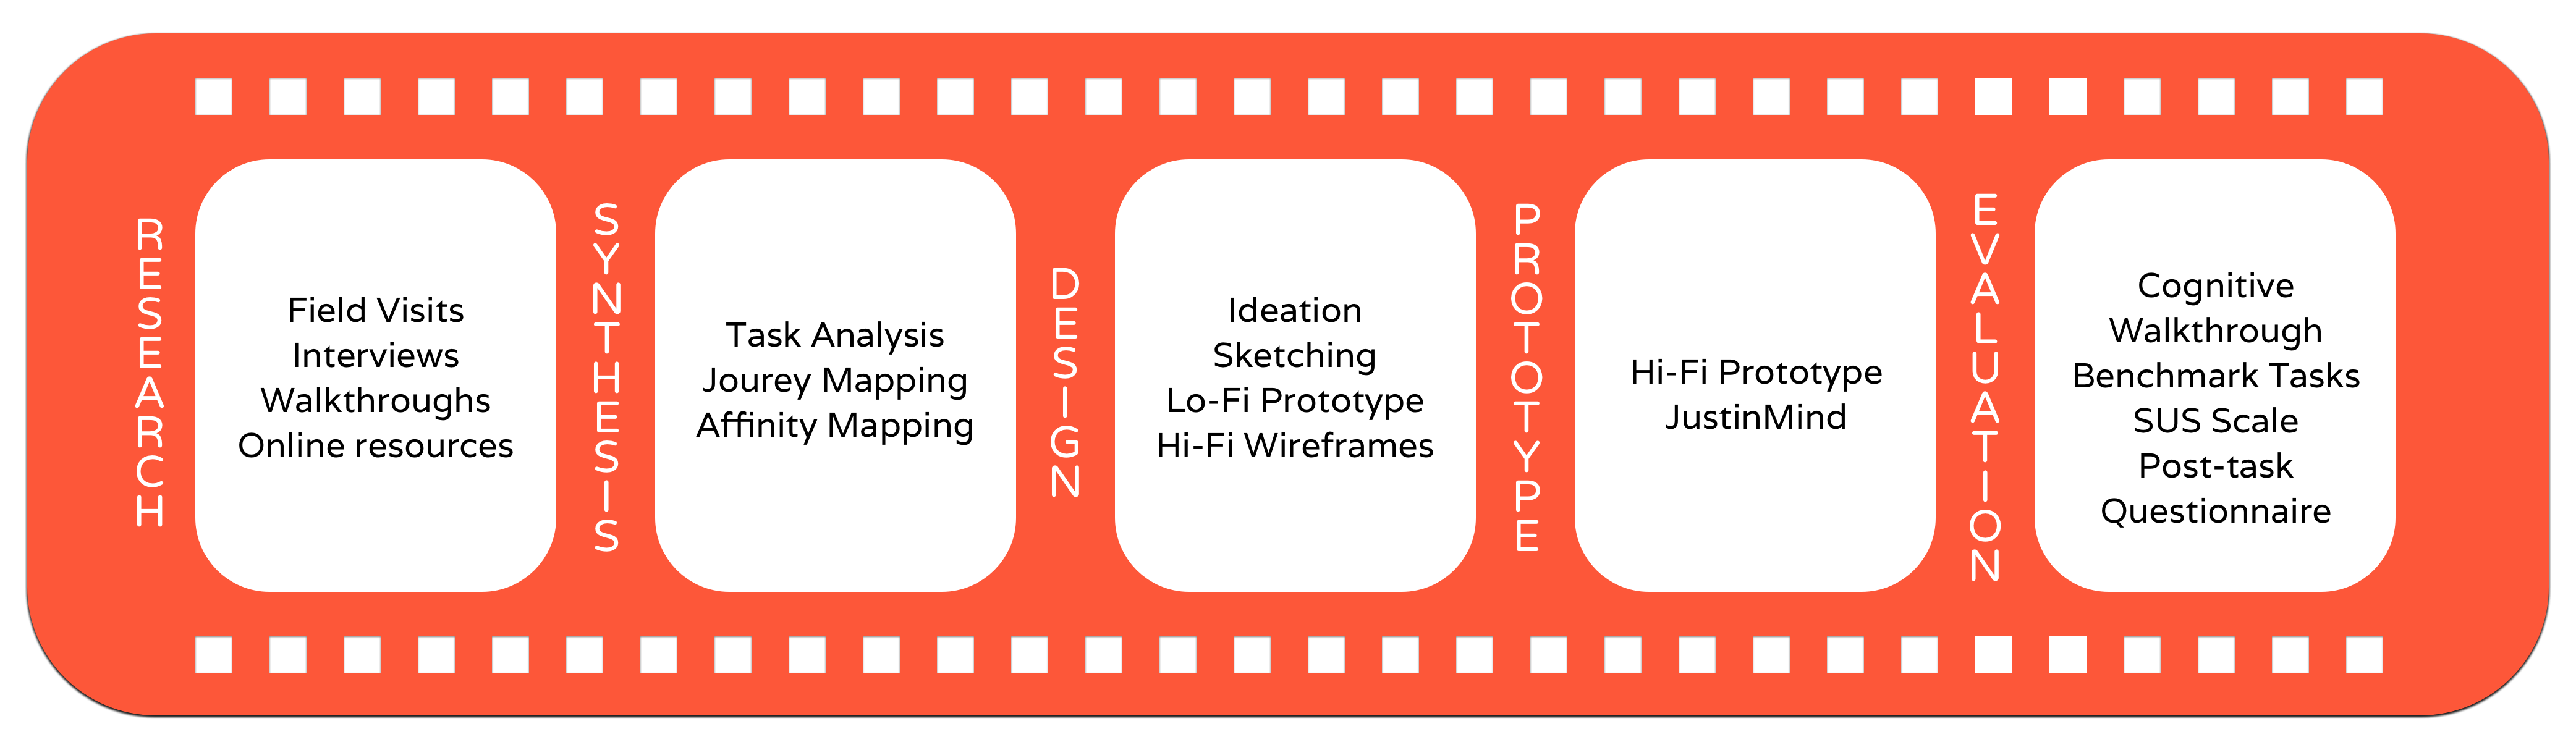 RESEARCH
Field Visits
Interviews
Walkthroughs
Online resources
SYNTHESIS
Task Analysis
Jourey Mapping
Affinity Mapping
DESIGN
Ideation
Sketching
Lo-Fi Prototype
Hi-Fi Wireframes
PROTOTYPE
Hi-Fi Prototype
JustinMind
EVALUATION
Cognitive
Walkthrough
Benchmark Tasks
SUS Scale
Post-task
Questionnaire